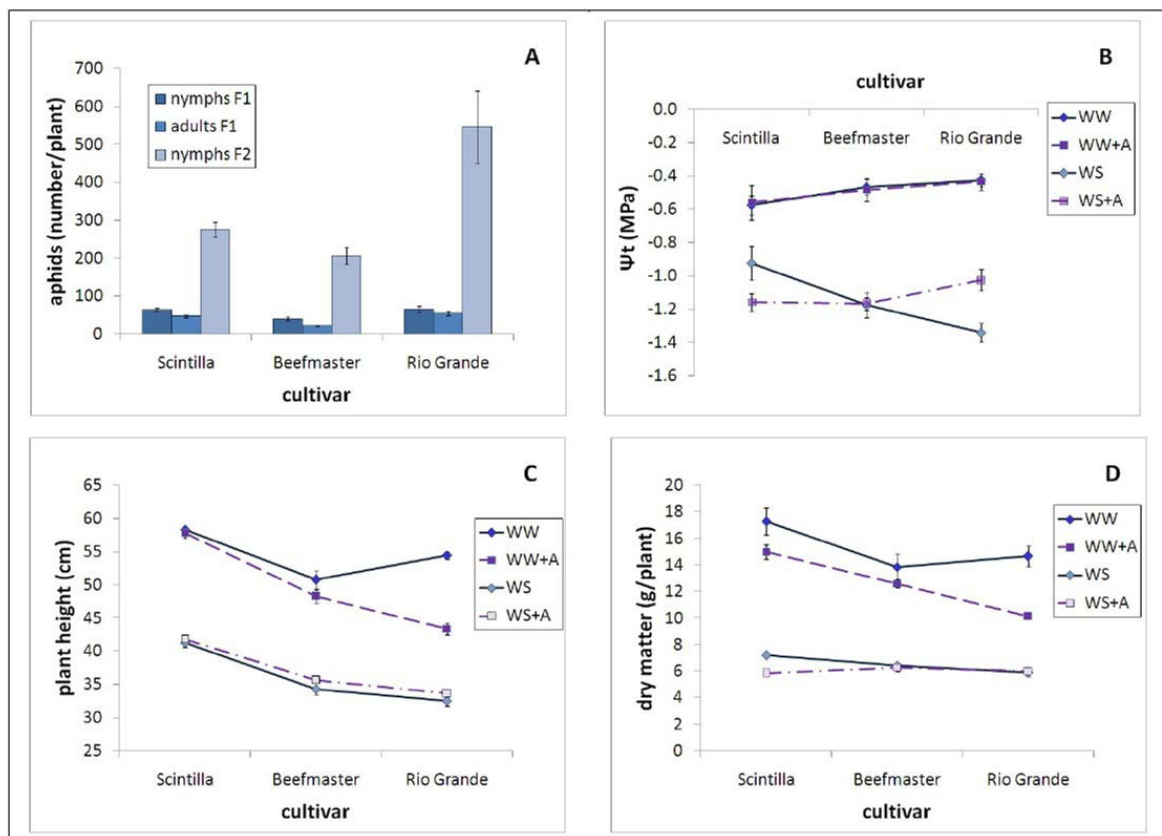 A
aphids (number/plant)
700
600
500
400
300
200
100
0
nymphs F1
adults F1
nymphs F2
Scintilla Beefmaster Rio Grande
cultivar
B
cultivar
Ψt (MPa)
0.0
-0.2
-0.4
-0.6
-0.8
-1.0
-1.2
-1.4
-1.6
Scintilla Beefmaster Rio Grande
WW
WW+A
WS
WS+A
C
plant height (cm)
65
60
55
50
45
40
35
30
25
WW
WW+A
WS
WS+A
Scintilla Beefmaster Rio Grande
cultivar
D
dry matter (g/plant)
20
18
16
14
12
10
8
6
4
2
0
WW
WW+A
WS
WS+A
Scintilla Beefmaster Rio Grande
cultivar